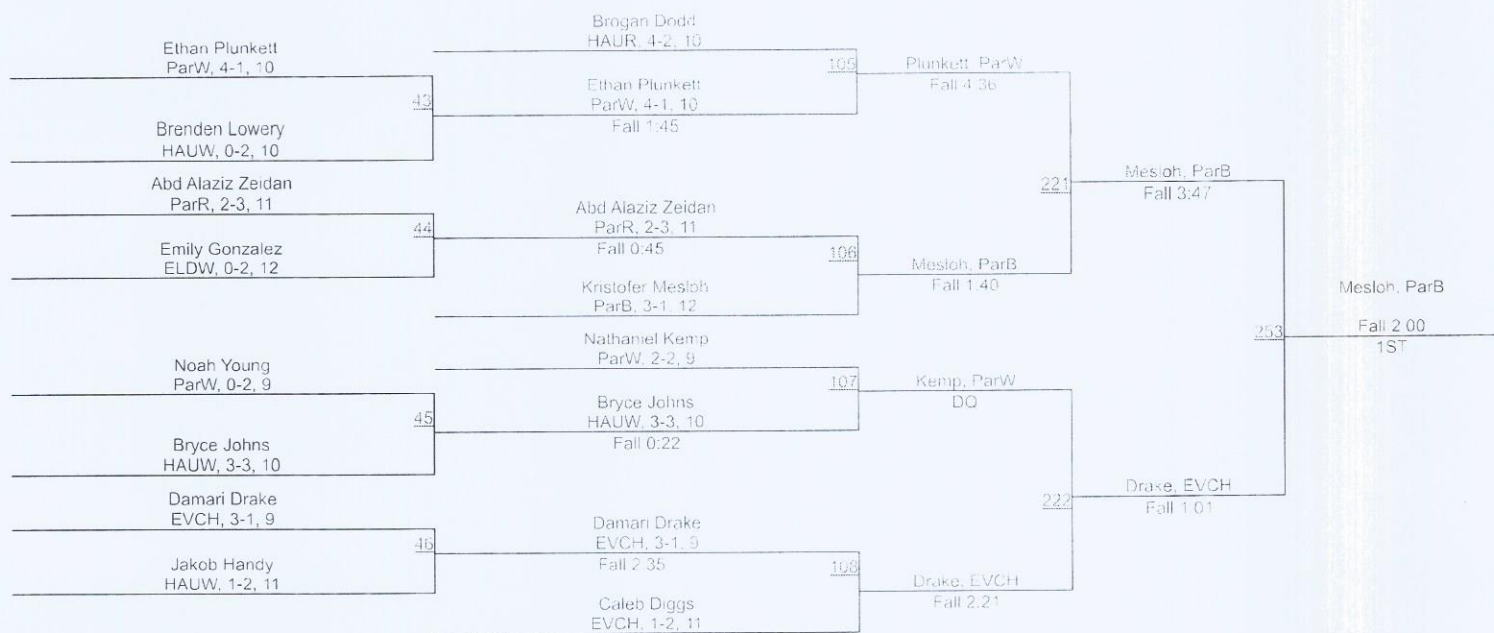 Ethan Plunkett
ParW, 4-1, 10
43
Brenden Lowery
HAUW, 0-2, 10
Abd Alaziz Zeidan
ParR, 2-3, 11
44
Emily Gonzalez
ELDW, 0-2, 12
Noah Young
ParW, 0-2, 9
45
Bryce Johns
HAUW, 3-3, 10
Damari Drake
EVCH, 3-1, 9
46
Jakob Handy
HAUW, 1-2, 11
Brogan Dodd
HAUR, 4-2, 10
105
Ethan Plunkett
ParW, 4-1, 10
Fall 1:45
Abd Alaziz Zeidan
ParR, 2-3, 11
Fall 0:45
106
Kristofer Mesloh
ParB, 3-1, 12
Nathaniel Kemp
ParW, 2-2, 9
107
Bryce Johns
HAUW, 3-3, 10
Fall 0:22
Damari Drake
EVCH, 3-1, 9
Fall 2:35
108
Caleb Diggs
EVCH, 1-2, 11
Plunkett, ParW
Fall 4:36
221
Mesloh, ParB
Fall 1:40
Kemp, ParW
DQ
222
Drake, EVCH
Fall 2:21
Mesloh, ParB
Fall 3:47
253
Drake, EVCH
Fall 1:01
Mesloh, ParB
Fall 2:00
1ST